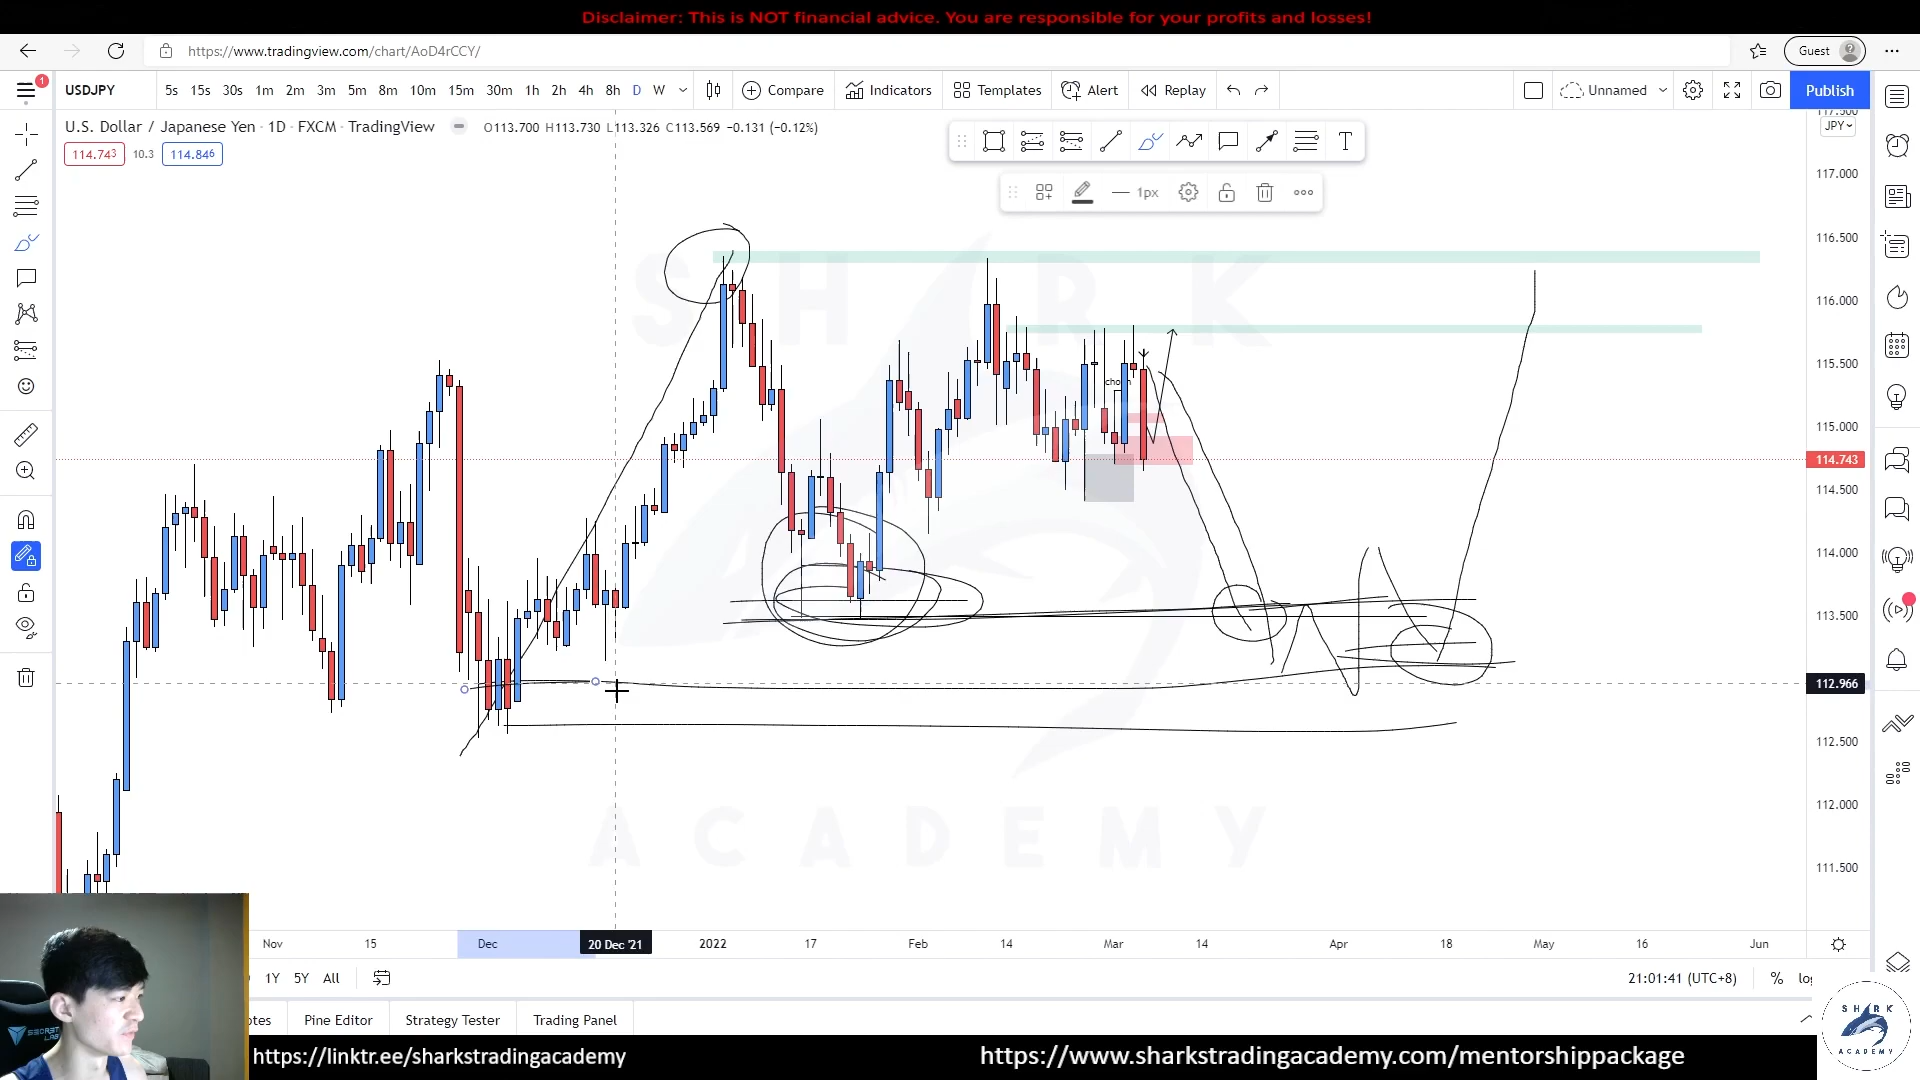 Disclaimer: This is NOT financial advice. You are responsible for your profits and losses!
https://www.tradingview.com/chart/AoD4rCCY/
Guest
1
USDJPY
5s 15s 30s 1m 2m 3m 5m 8m 10m 15m 30m 1h 2h 4h 8h D W
Compare
Indicators
Templates
Alert
Replay
Unnamed
Publish
U.S. Dollar / Japanese Yen · 1D · FXCM · TradingView
O113.700 H113.730 L113.326 C113.569 −0.131 (−0.12%)
114.743 10.3 114.846
T
1px
117.500
JPY
117.000
116.500
116.000
115.500
115.000
114.743
114.500
114.000
113.500
112.966
112.500
112.000
111.500
SHARK
ACADEMY
Nov 15 Dec 20 Dec '21 2022 17 Feb 14 Mar 14 Apr 18 May 16 Jun
1Y 5Y All
21:01:41 (UTC+8) %
Pine Editor
Strategy Tester
Trading Panel
SECRET
LAB
SHARK
ACADEMY
https://linktr.ee/sharkstradingacademy
https://www.sharkstradingacademy.com/mentorshippackage